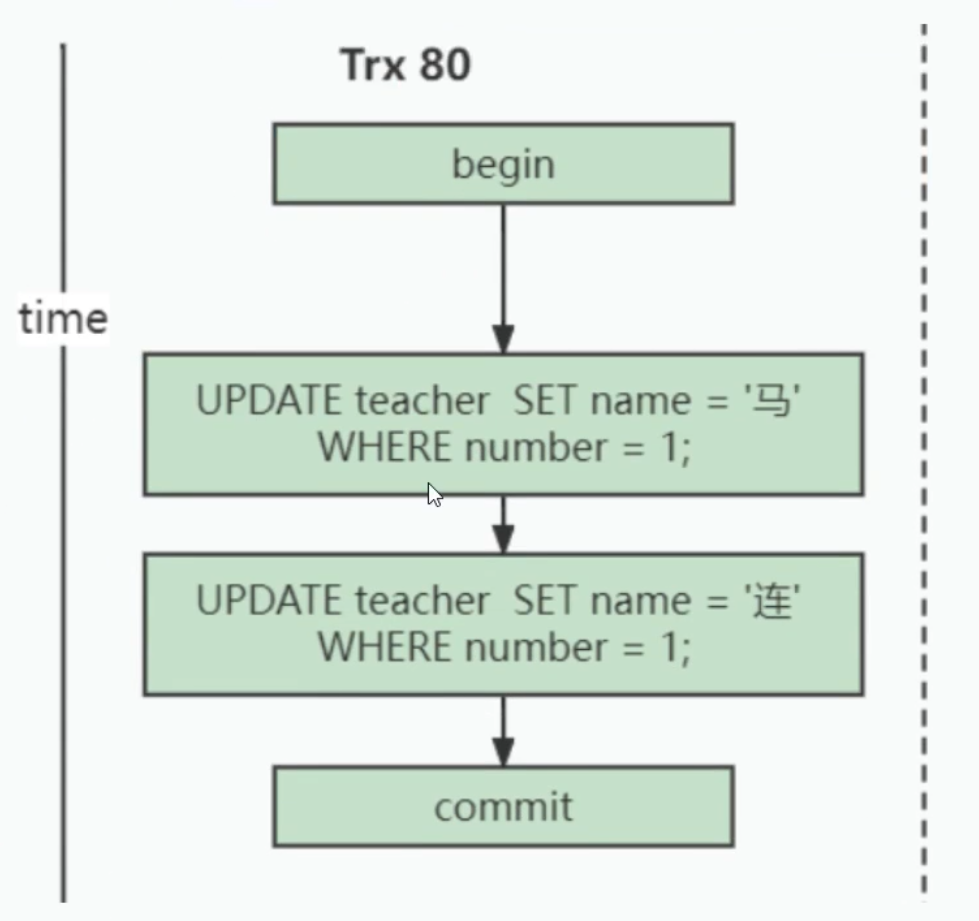 Trx 80
begin
time
UPDATE teacher SET name = '马'
WHERE number = 1;
UPDATE teacher SET name = '连'
WHERE number = 1;
commit